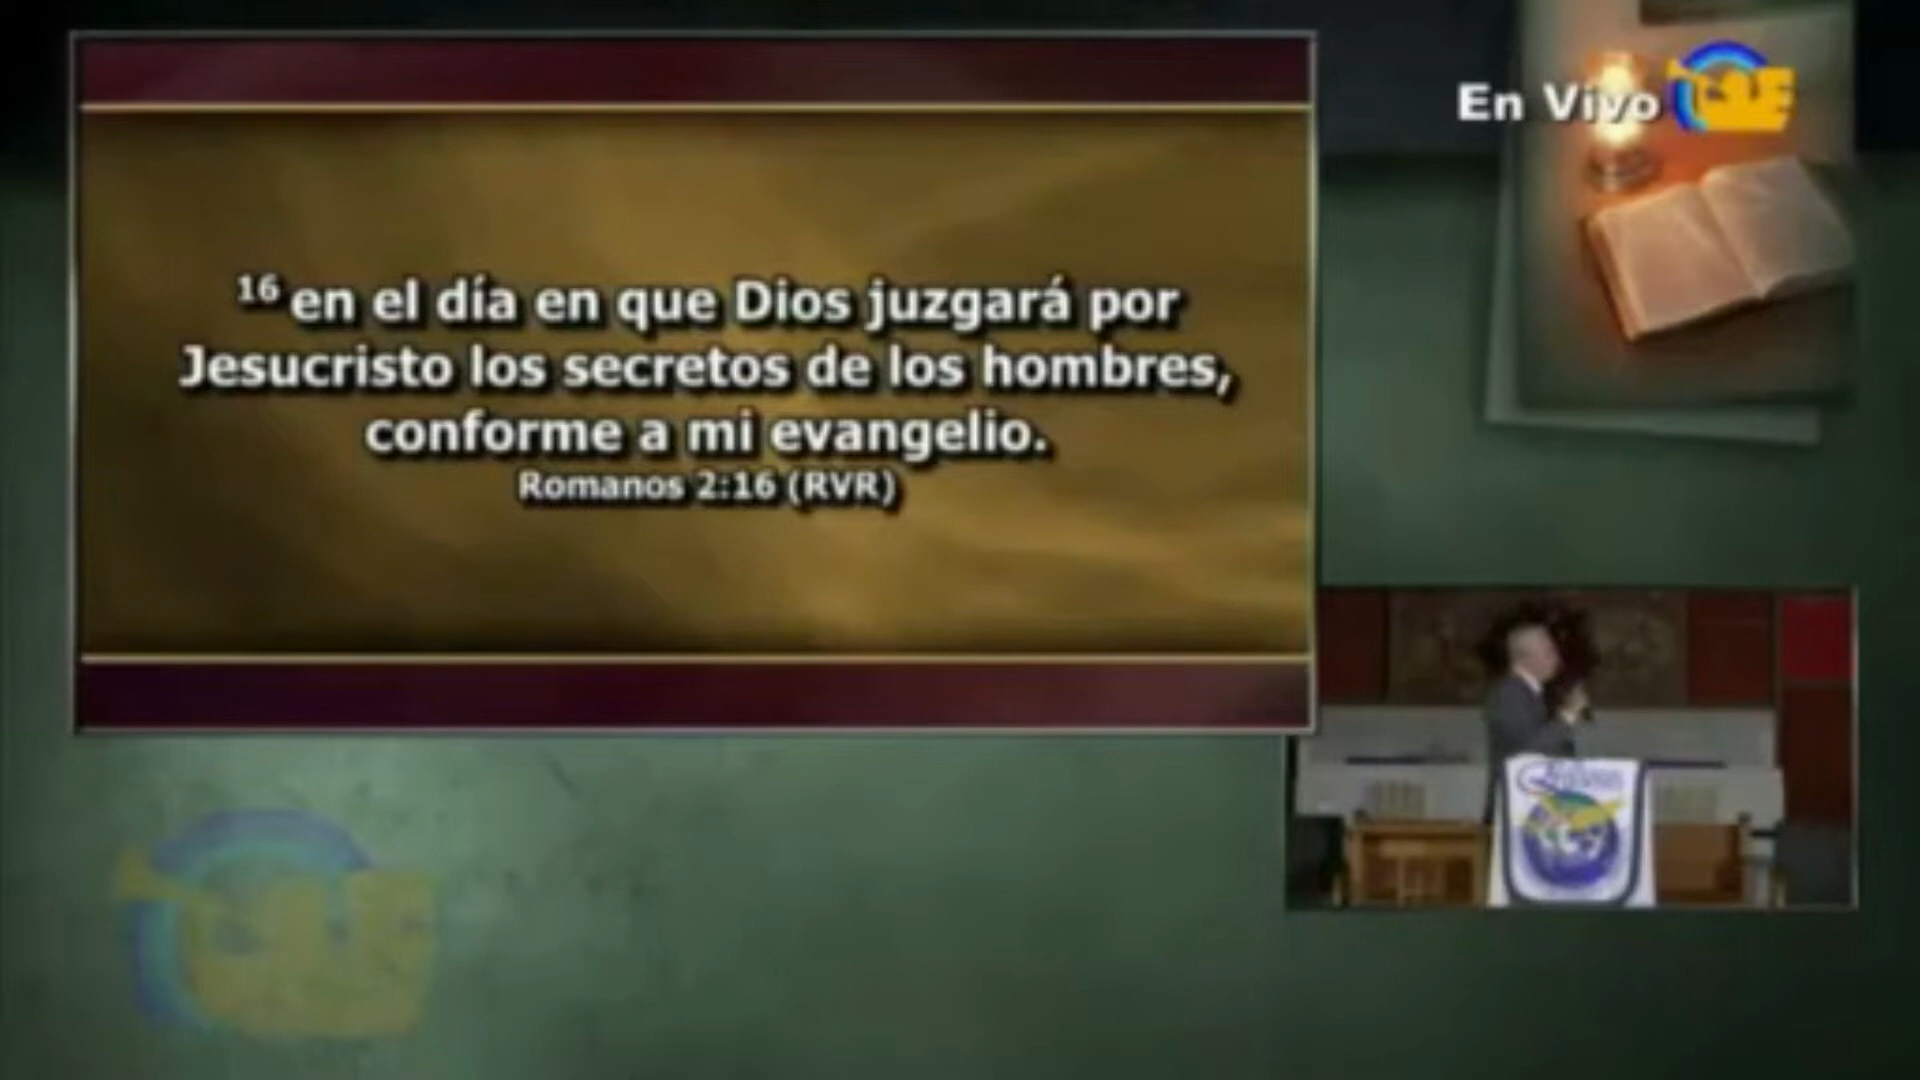 En Vivo
16 en el día en que Dios juzgará por
Jesucristo los secretos de los hombres,
conforme a mi evangelio.
Romanos 2:16 (RVR)